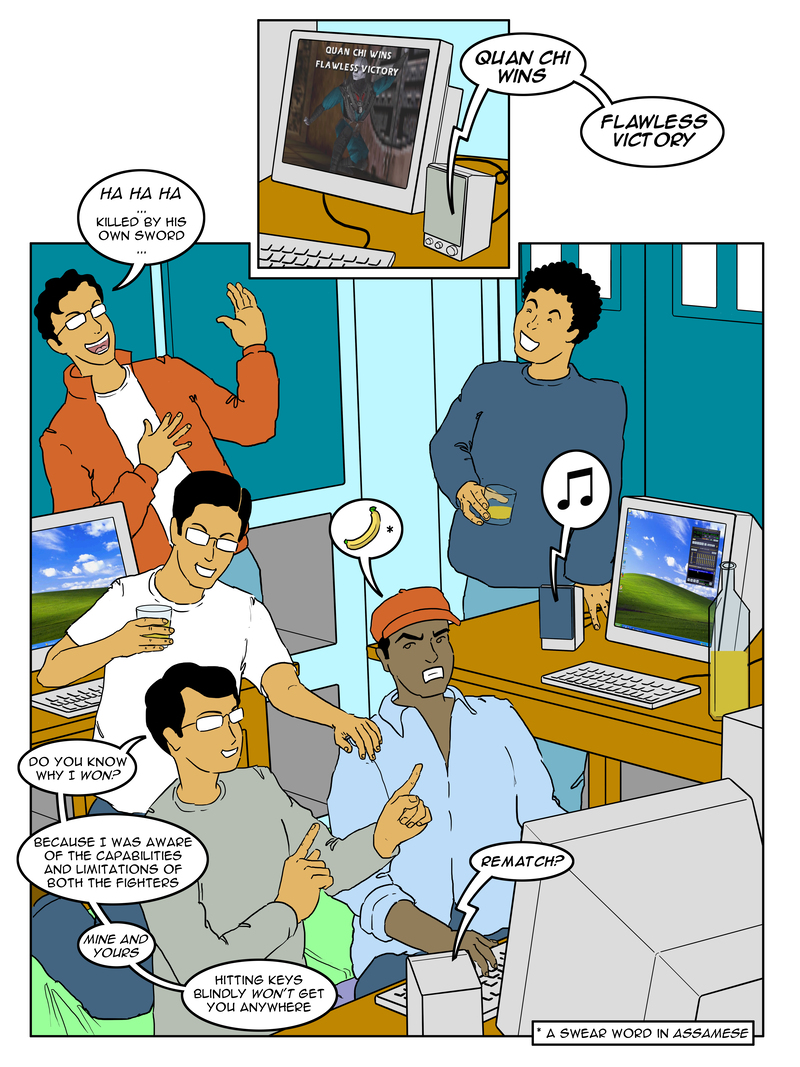 QUAN CHI WINS
FLAWLESS VICTORY
QUAN CHI
WINS
FLAWLESS
VICTORY
HA HA HA
...
KILLED BY HIS
OWN SWORD
...
*
DO YOU KNOW
WHY I WON?
BECAUSE I WAS AWARE
OF THE CAPABILITIES
AND LIMITATIONS OF
BOTH THE FIGHTERS
MINE AND
YOURS
HITTING KEYS
BLINDLY WON'T GET
YOU ANYWHERE
REMATCH?
* A SWEAR WORD IN ASSAMESE